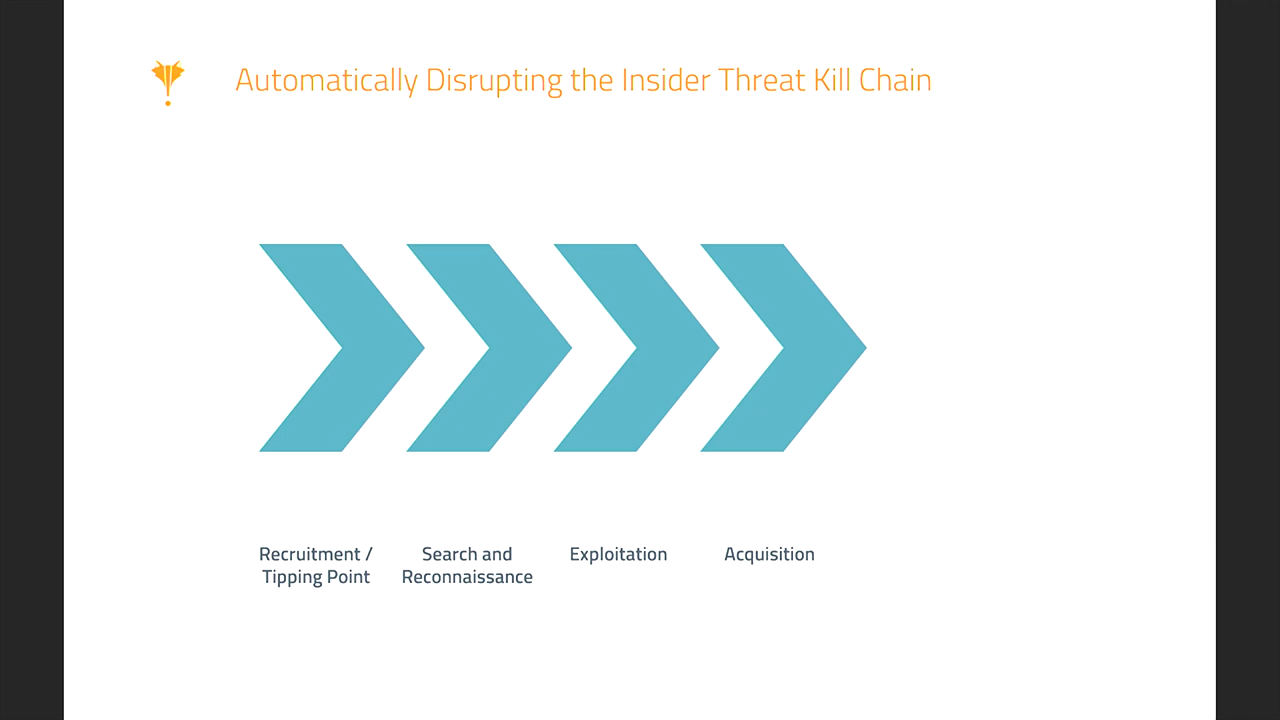 Automatically Disrupting the Insider Threat Kill Chain
Recruitment /
Tipping Point
Search and
Reconnaissance
Exploitation
Acquisition